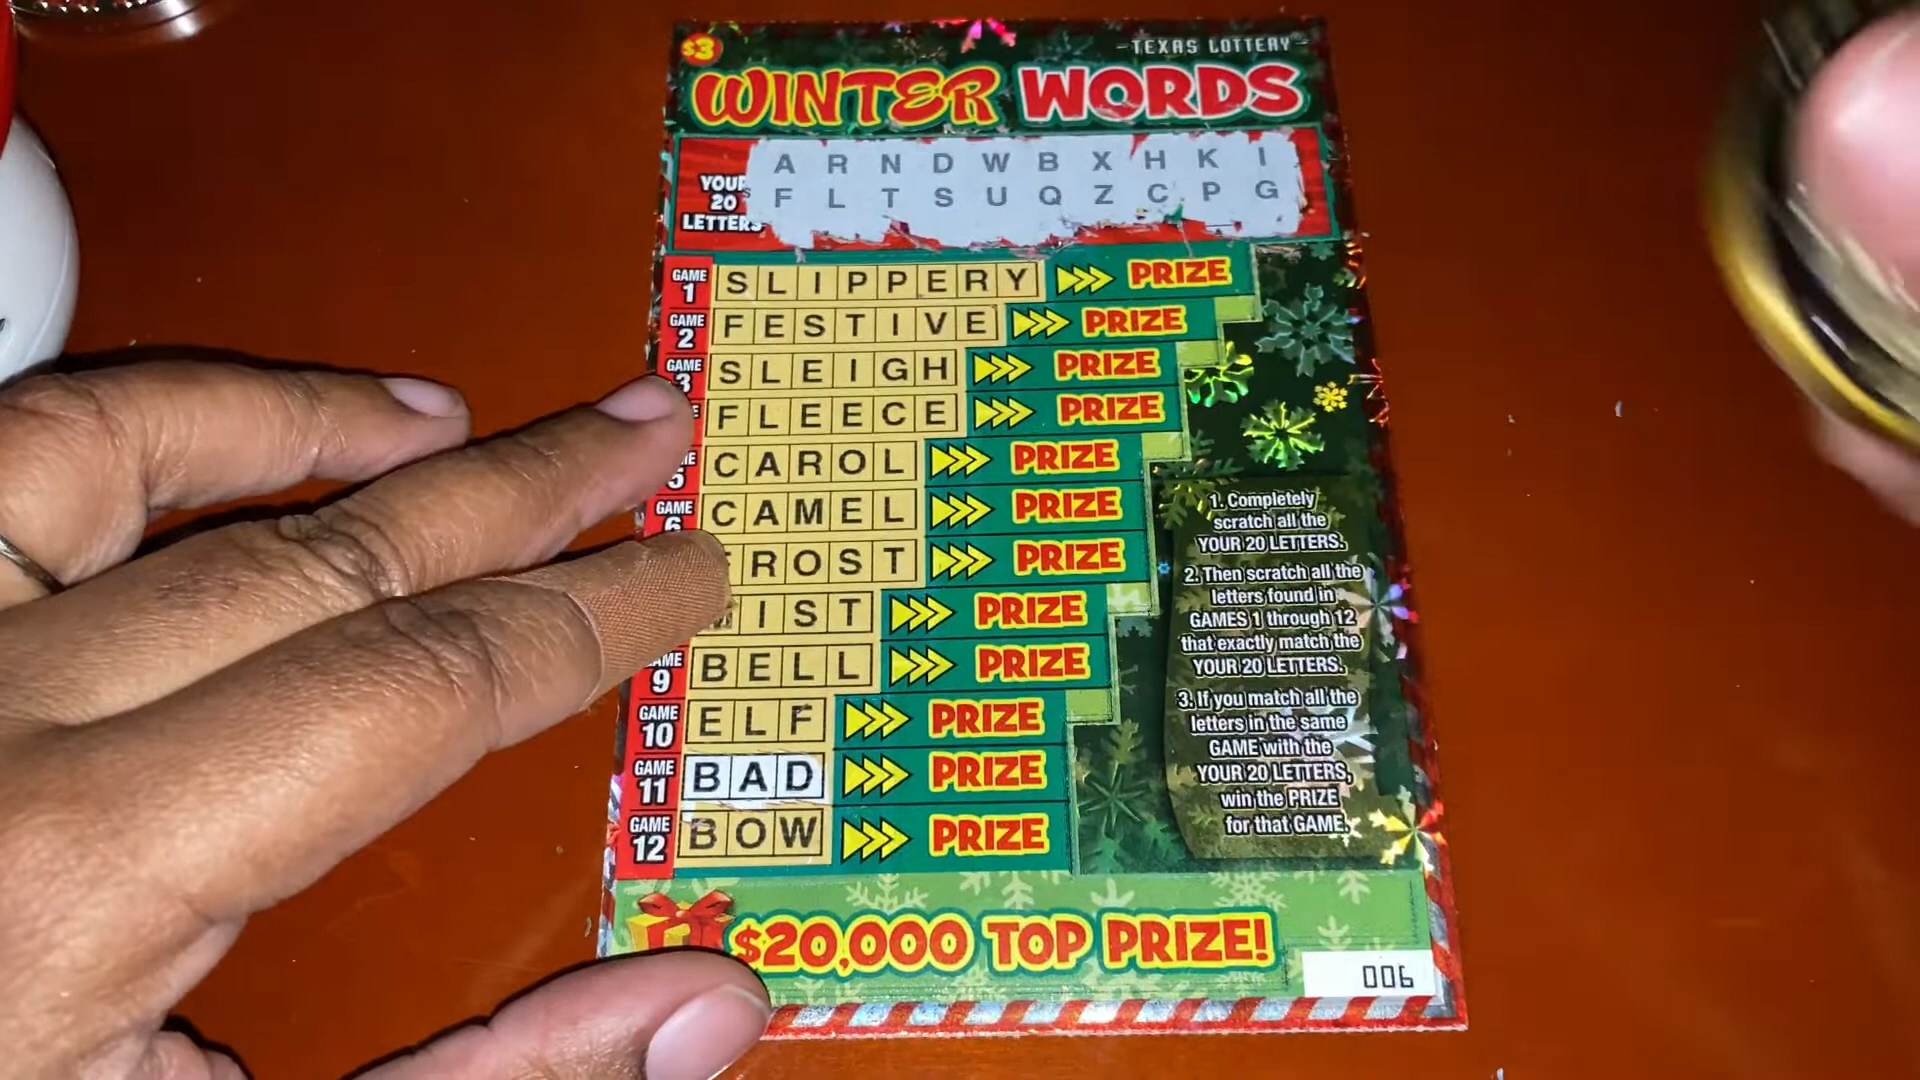 $3
-TEXAS LOTTERY®-
WINTER WORDS
YOUR 20 LETTERS
A R N D W B X H K I
F L T S U Q Z C P G
GAME 1 SLIPPERY PRIZE
GAME 2 FESTIVE PRIZE
GAME 3 SLEIGH PRIZE
FLEECE PRIZE
5 CAROL PRIZE
GAME 6 CAMEL PRIZE
ROST PRIZE
IST PRIZE
GAME 9 BELL PRIZE
GAME 10 ELF PRIZE
GAME 11 BAD PRIZE
GAME 12 BOW PRIZE
1. Completely
scratch all the
YOUR 20 LETTERS.
2. Then scratch all the
letters found in
GAMES 1 through 12
that exactly match the
YOUR 20 LETTERS.
3. If you match all the
letters in the same
GAME with the
YOUR 20 LETTERS,
win the PRIZE
for that GAME.
$20,000 TOP PRIZE!
006